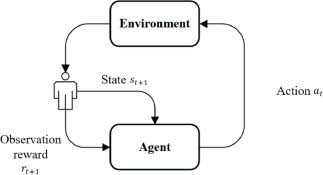 Environment
State s_{t+1}
Action a_t
Observation
reward
r_{t+1}
Agent